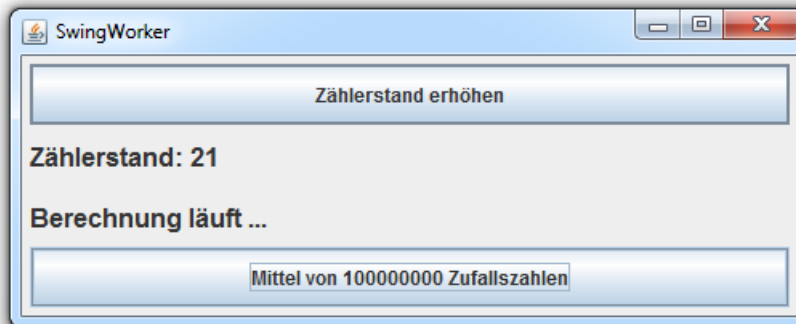 SwingWorker
Zählerstand erhöhen
Zählerstand: 21
Berechnung läuft ...
Mittel von 100000000 Zufallszahlen